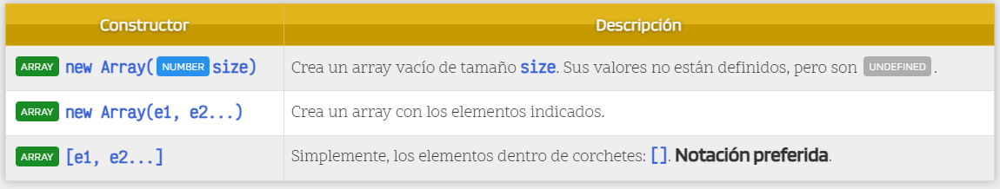 Constructor Descripción
ARRAY new Array(NUMBER size) Crea un array vacío de tamaño size. Sus valores no están definidos, pero son UNDEFINED.
ARRAY new Array(e1, e2...) Crea un array con los elementos indicados.
ARRAY [e1, e2...] Simplemente, los elementos dentro de corchetes: []. Notación preferida.